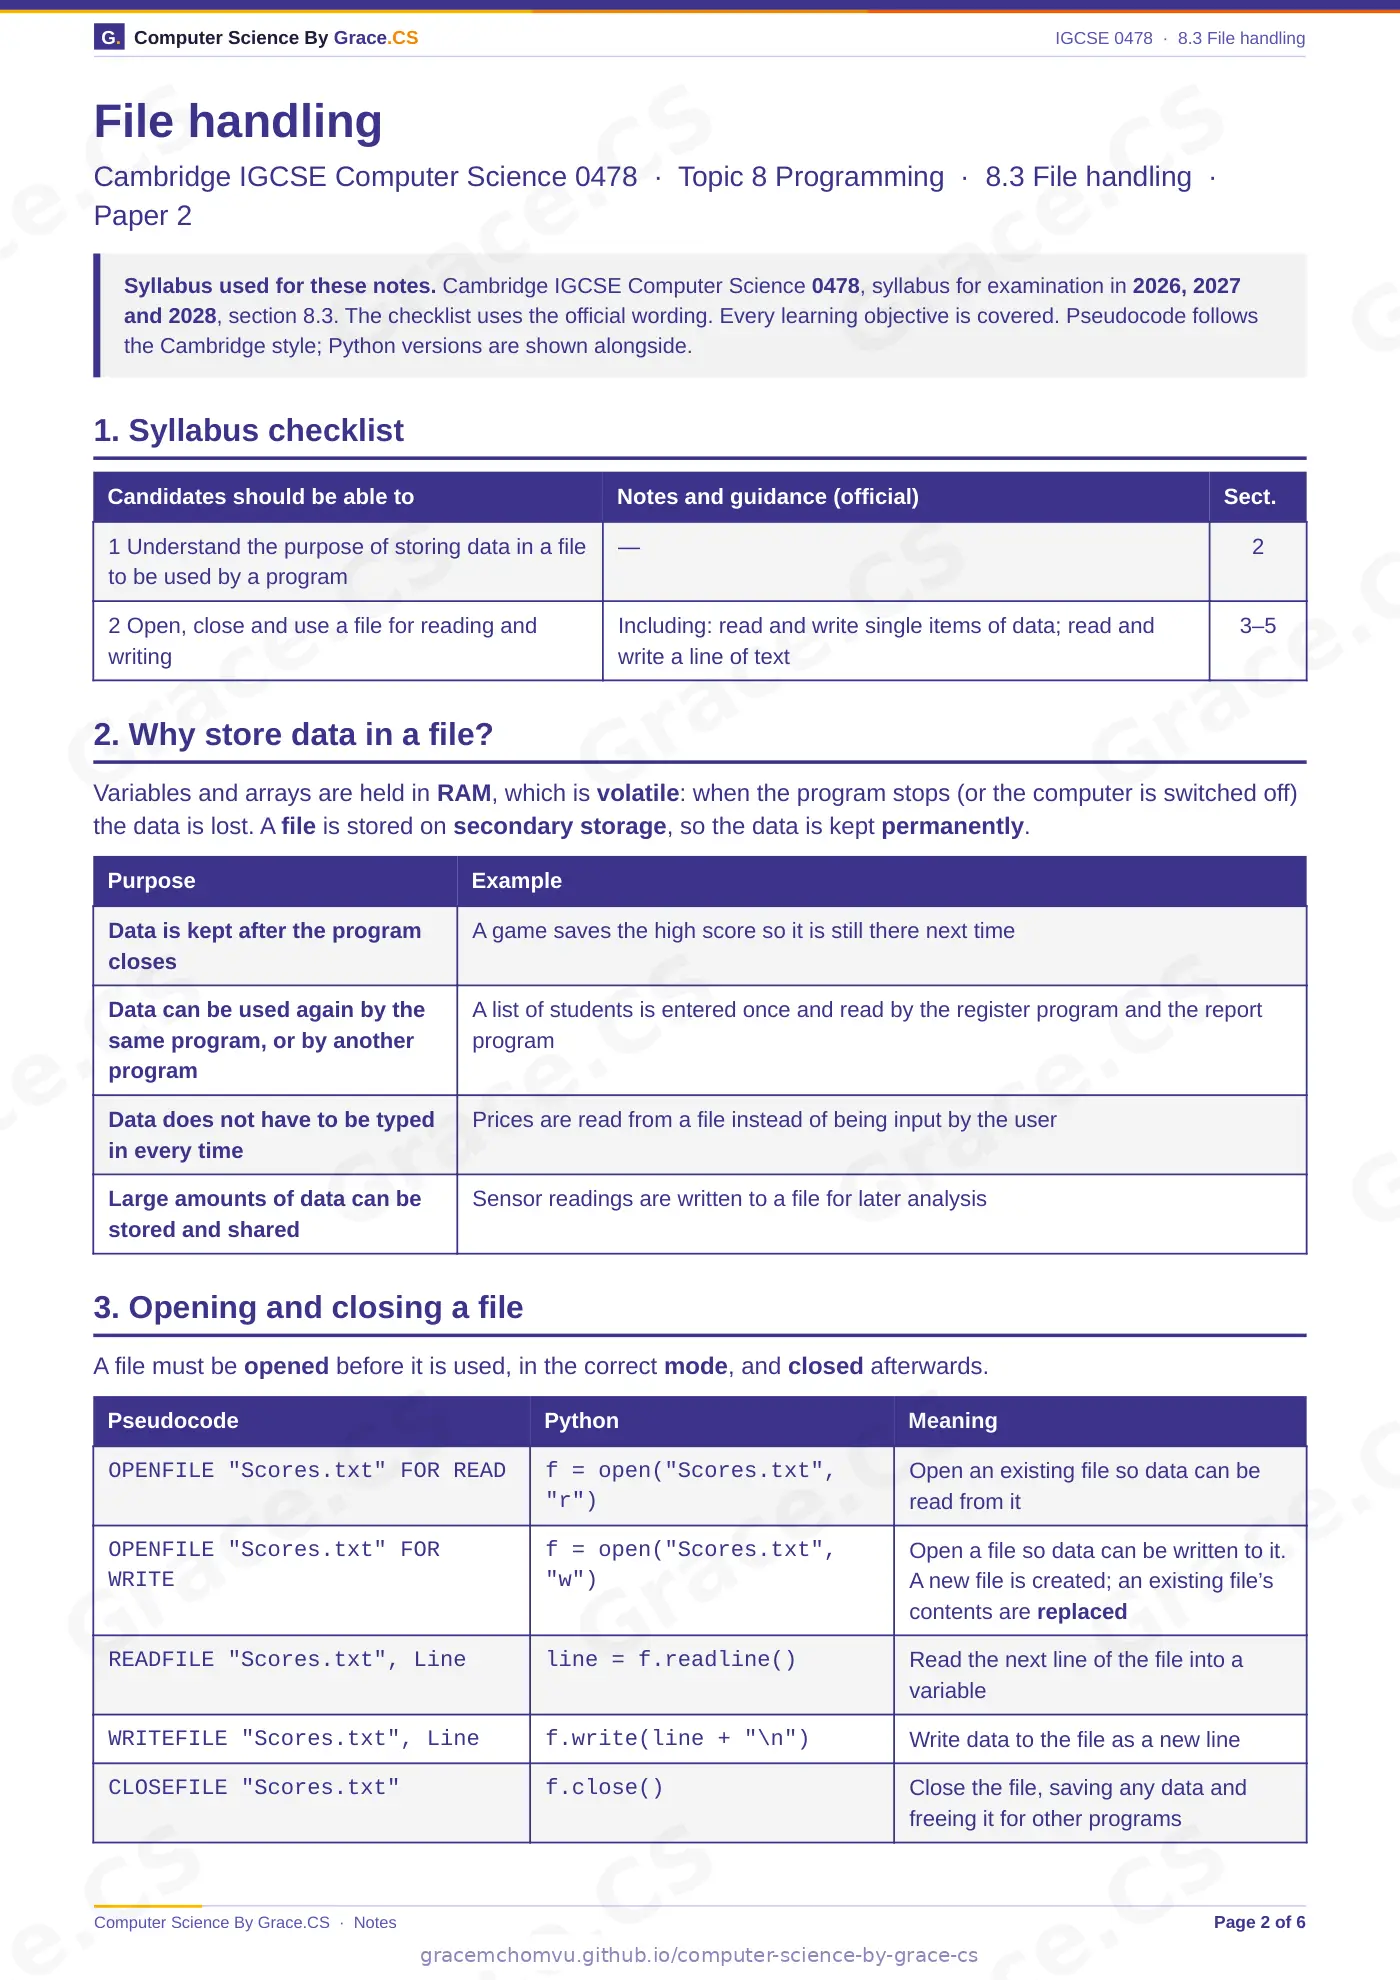 G. Computer Science By Grace.CS
IGCSE 0478 · 8.3 File handling
File handling
Cambridge IGCSE Computer Science 0478 · Topic 8 Programming · 8.3 File handling ·
Paper 2
Syllabus used for these notes. Cambridge IGCSE Computer Science 0478, syllabus for examination in 2026, 2027
and 2028, section 8.3. The checklist uses the official wording. Every learning objective is covered. Pseudocode follows
the Cambridge style; Python versions are shown alongside.
1. Syllabus checklist
Candidates should be able to
Notes and guidance (official)
Sect.
1 Understand the purpose of storing data in a file
to be used by a program
—
2
2 Open, close and use a file for reading and
writing
Including: read and write single items of data; read and
write a line of text
3–5
2. Why store data in a file?
Variables and arrays are held in RAM, which is volatile: when the program stops (or the computer is switched off)
the data is lost. A file is stored on secondary storage, so the data is kept permanently.
Purpose
Example
Data is kept after the program
closes
A game saves the high score so it is still there next time
Data can be used again by the
same program, or by another
program
A list of students is entered once and read by the register program and the report
program
Data does not have to be typed
in every time
Prices are read from a file instead of being input by the user
Large amounts of data can be
stored and shared
Sensor readings are written to a file for later analysis
3. Opening and closing a file
A file must be opened before it is used, in the correct mode, and closed afterwards.
Pseudocode
Python
Meaning
OPENFILE "Scores.txt" FOR READ
f = open("Scores.txt",
"r")
Open an existing file so data can be
read from it
OPENFILE "Scores.txt" FOR
WRITE
f = open("Scores.txt",
"w")
Open a file so data can be written to it.
A new file is created; an existing file’s
contents are replaced
READFILE "Scores.txt", Line
line = f.readline()
Read the next line of the file into a
variable
WRITEFILE "Scores.txt", Line
f.write(line + "\n")
Write data to the file as a new line
CLOSEFILE "Scores.txt"
f.close()
Close the file, saving any data and
freeing it for other programs
Computer Science By Grace.CS · Notes
Page 2 of 6
gracemchomvu.github.io/computer-science-by-grace-cs